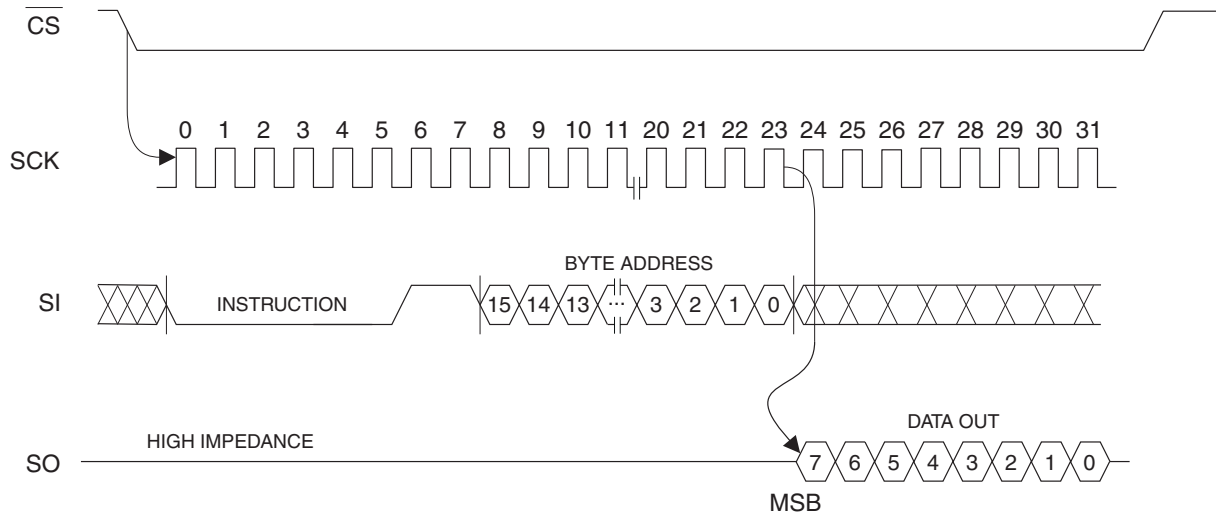 CS
0 1 2 3 4 5 6 7 8 9 10 11 20 21 22 23 24 25 26 27 28 29 30 31
SCK
BYTE ADDRESS
SI INSTRUCTION 15 14 13 ... 3 2 1 0
DATA OUT
HIGH IMPEDANCE
SO 7 6 5 4 3 2 1 0
MSB